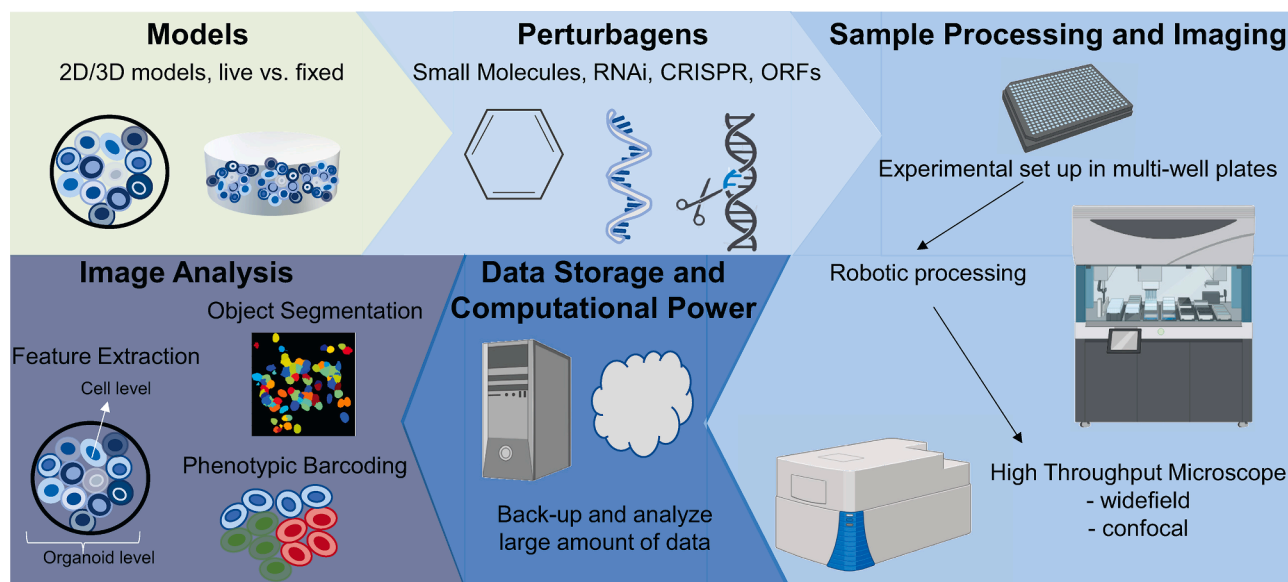 Models
2D/3D models, live vs. fixed
Perturbagens
Small Molecules, RNAi, CRISPR, ORFs
Sample Processing and Imaging
Experimental set up in multi-well plates
Robotic processing
High Throughput Microscope
- widefield
- confocal
Data Storage and
Computational Power
Back-up and analyze
large amount of data
Image Analysis
Object Segmentation
Feature Extraction
Cell level
Phenotypic Barcoding
Organoid level